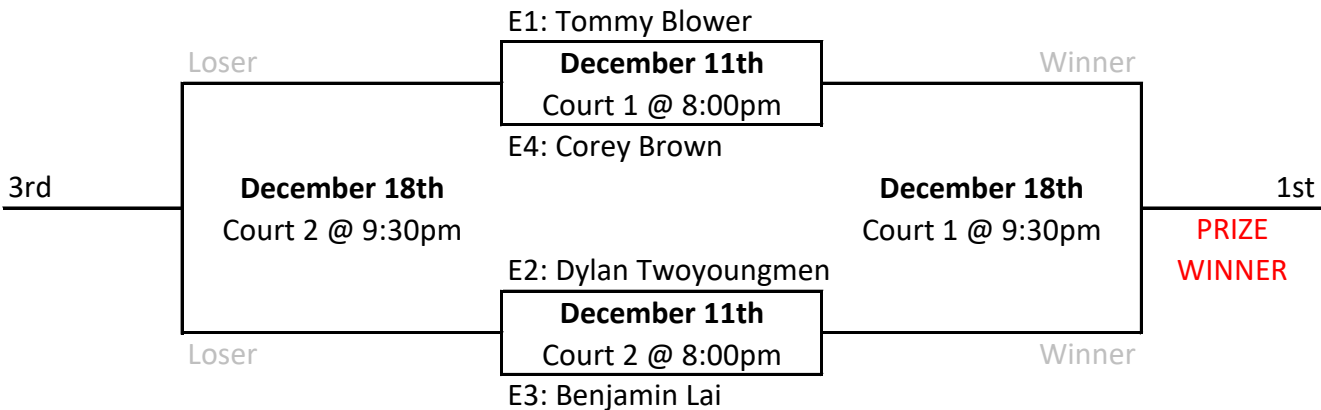 E1: Tommy Blower
Loser
December 11th
Winner
Court 1 @ 8:00pm
E4: Corey Brown
3rd
December 18th
December 18th
1st
Court 2 @ 9:30pm
Court 1 @ 9:30pm
PRIZE
WINNER
E2: Dylan Twoyoungmen
December 11th
Loser
Court 2 @ 8:00pm
Winner
E3: Benjamin Lai